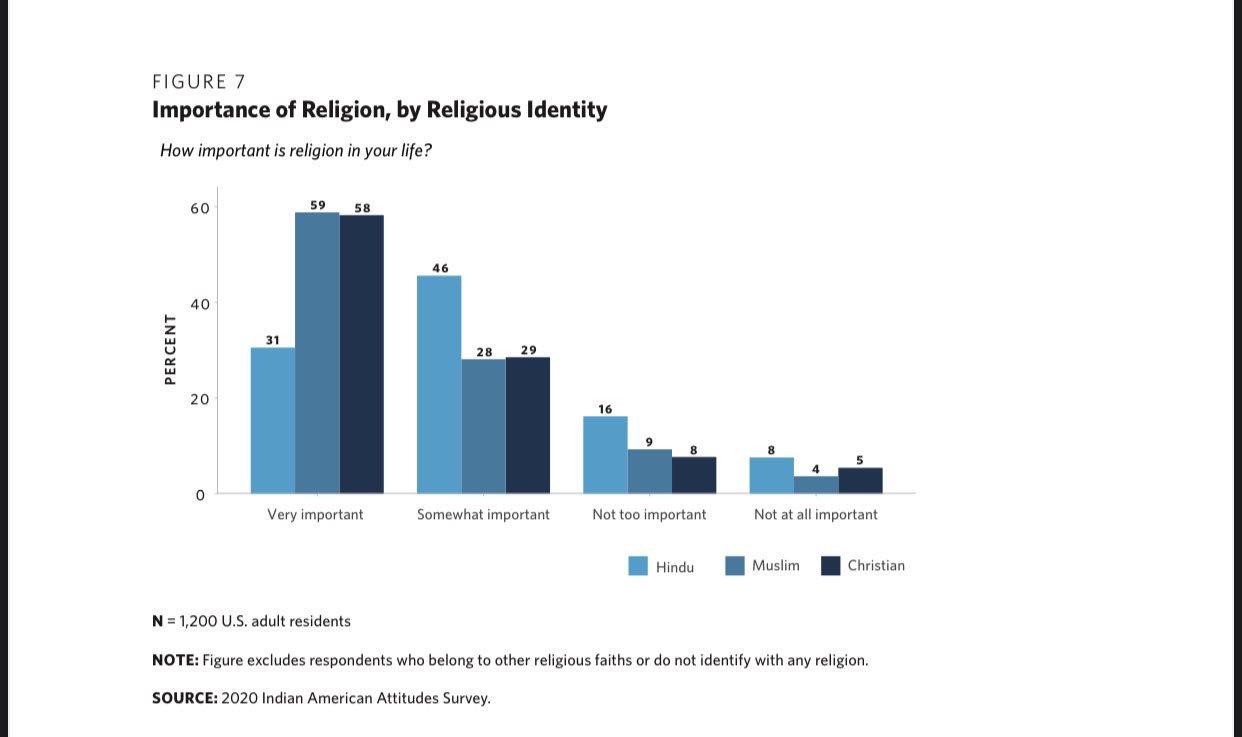 FIGURE 7
Importance of Religion, by Religious Identity
How important is religion in your life?
PERCENT
60
40
20
0
31
59
58
46
28
29
16
9
8
8
4
5
Very important
Somewhat important
Not too important
Not at all important
Hindu
Muslim
Christian
N = 1,200 U.S. adult residents
NOTE: Figure excludes respondents who belong to other religious faiths or do not identify with any religion.
SOURCE: 2020 Indian American Attitudes Survey.